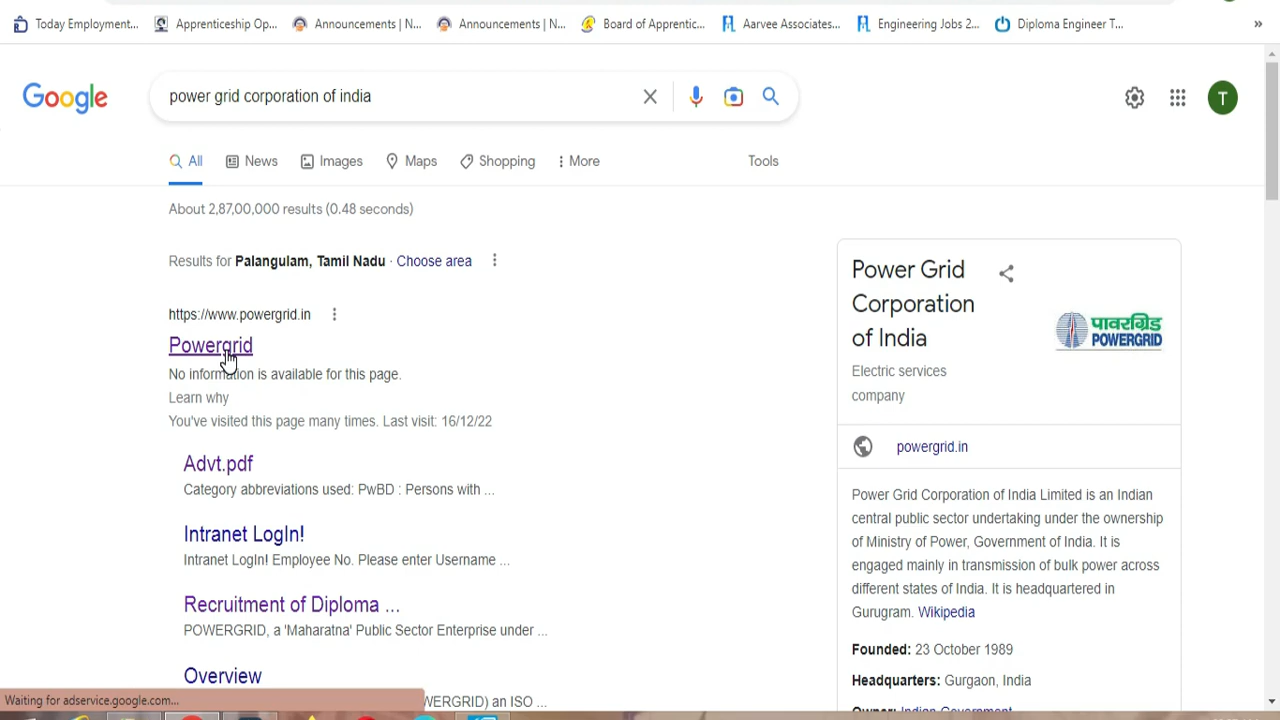 Today Employment...
Apprenticeship Op...
Announcements | N...
Announcements | N...
Board of Apprentic...
Aarvee Associates...
Engineering Jobs 2...
Diploma Engineer T...
»
Google
power grid corporation of india
T
All
News
Images
Maps
Shopping
More
Tools
About 2,87,00,000 results (0.48 seconds)
Results for Palangulam, Tamil Nadu · Choose area
https://www.powergrid.in
Powergrid
No information is available for this page.
Learn why
You've visited this page many times. Last visit: 16/12/22
Advt.pdf
Category abbreviations used: PwBD : Persons with ...
Intranet LogIn!
Intranet LogIn! Employee No. Please enter Username ...
Recruitment of Diploma ...
POWERGRID, a 'Maharatna' Public Sector Enterprise under ...
Overview
WERGRID) an ISO ...
Waiting for adservice.google.com...
Power Grid
Corporation
of India
पावरग्रिड
POWERGRID
Electric services
company
powergrid.in
Power Grid Corporation of India Limited is an Indian
central public sector undertaking under the ownership
of Ministry of Power, Government of India. It is
engaged mainly in transmission of bulk power across
different states of India. It is headquartered in
Gurugram. Wikipedia
Founded: 23 October 1989
Headquarters: Gurgaon, India
Owner: Indian Government